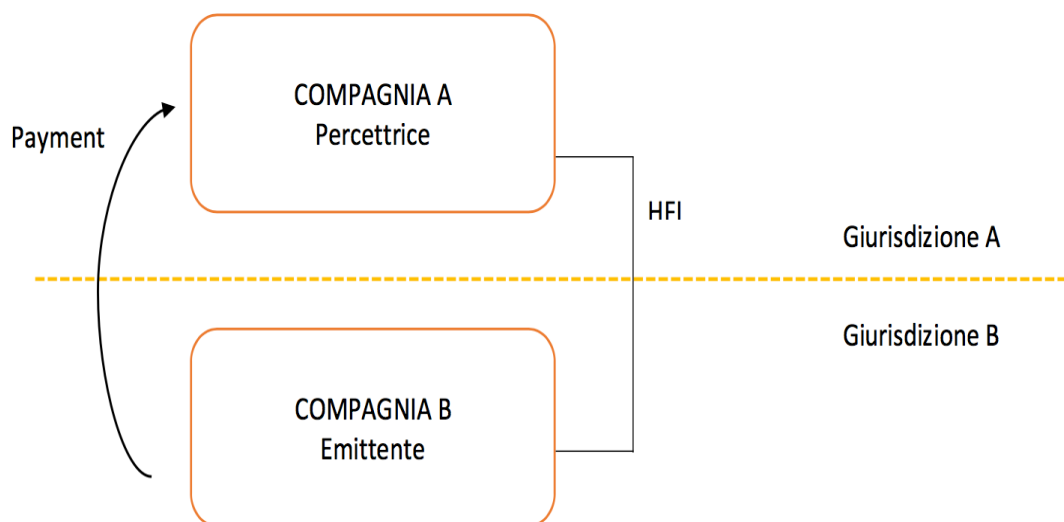 COMPAGNIA A
Percettrice
Payment
HFI
Giurisdizione A
Giurisdizione B
COMPAGNIA B
Emittente